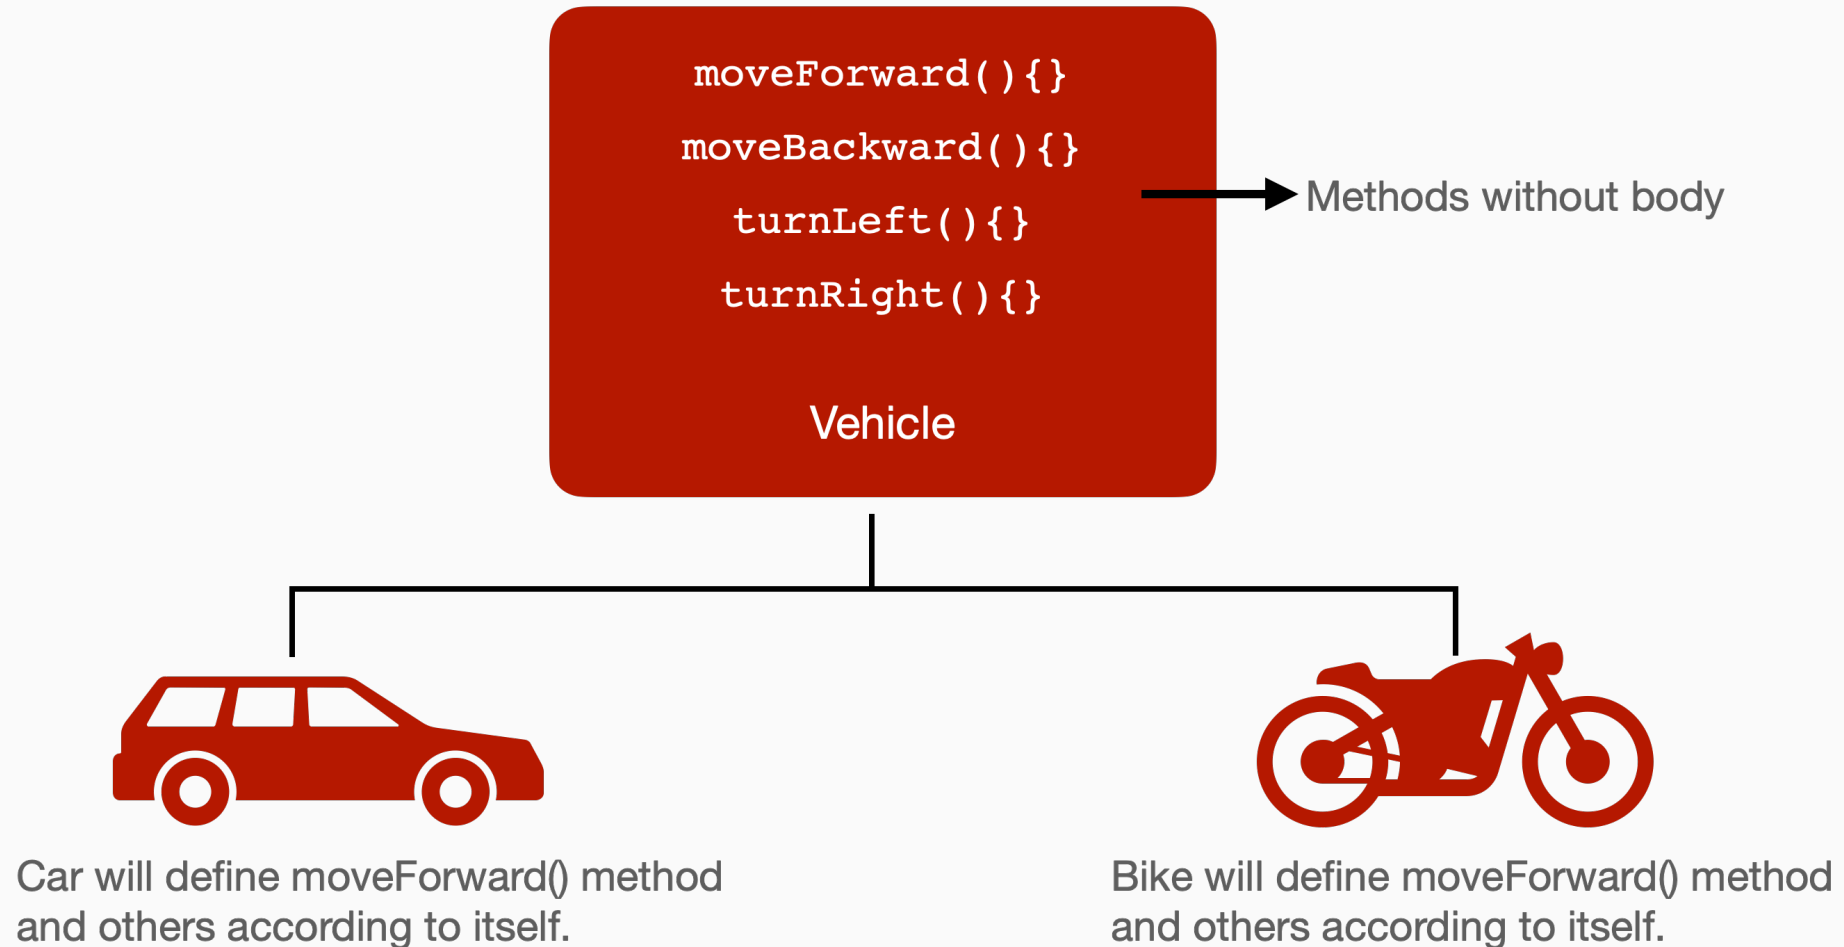 moveForward(){}
moveBackward(){}
turnLeft(){}
turnRight(){}
Vehicle
Methods without body
Car will define moveForward() method
and others according to itself.
Bike will define moveForward() method
and others according to itself.